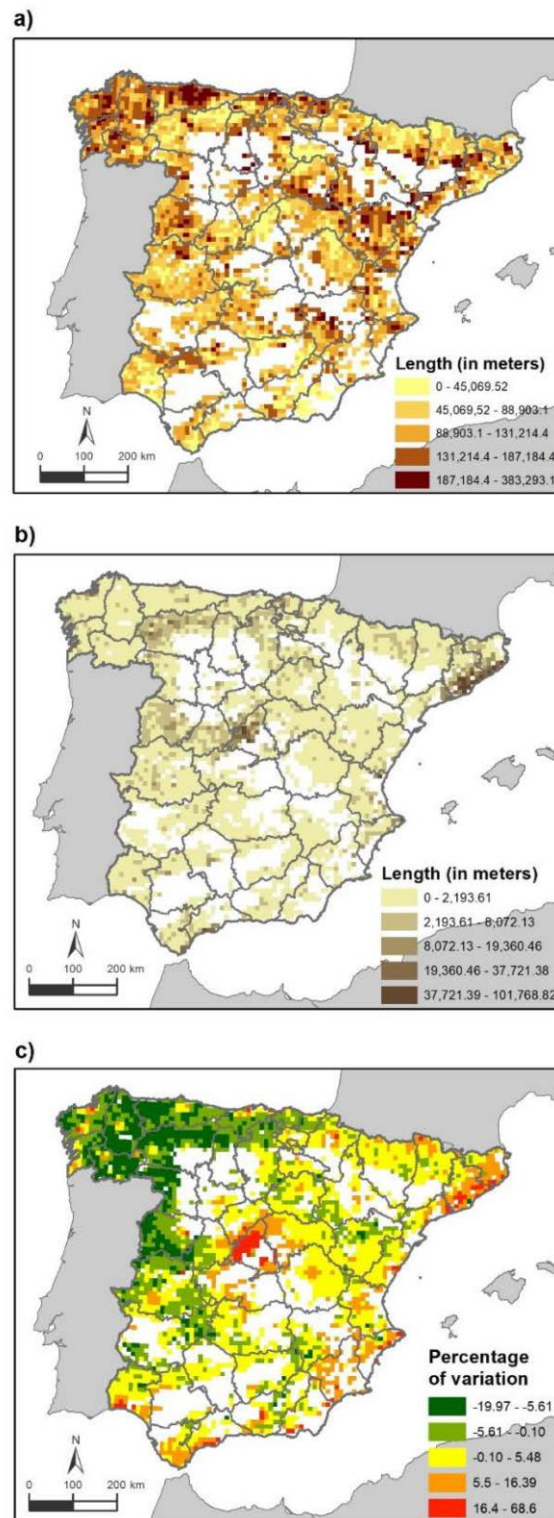 a)
Length (in meters)
0 - 45,069.52
45,069.52 - 88,903.1
88,903.1 - 131,214.4
131,214.4 - 187,184.4
187,184.4 - 383,293.1
N
0 100 200 km
b)
Length (in meters)
0 - 2,193.61
2,193.61 - 8,072.13
8,072.13 - 19,360.46
19,360.46 - 37,721.38
37,721.39 - 101,768.82
N
0 100 200 km
c)
Percentage
of variation
-19.97 - -5.61
-5.61 - -0.10
-0.10 - 5.48
5.5 - 16.39
16.4 - 68.6
N
0 100 200 km